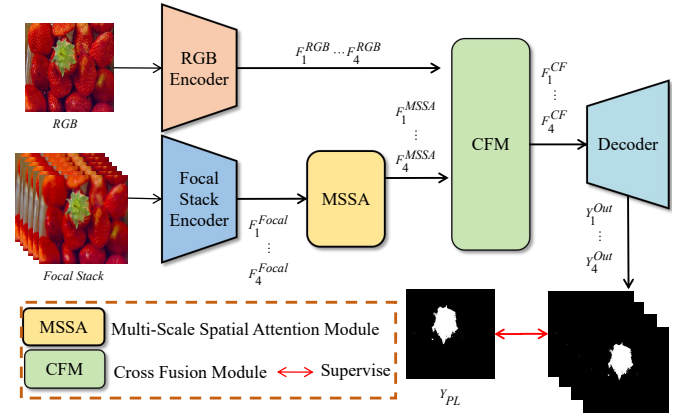 RGB
RGB
Encoder
F_1^{RGB} ⋯ F_4^{RGB}
Focal Stack
Focal
Stack
Encoder
F_1^{Focal}
⋮
F_4^{Focal}
MSSA
F_1^{MSSA}
⋮
F_4^{MSSA}
CFM
F_1^{CF}
⋮
F_4^{CF}
Decoder
Y_1^{Out}
⋮
Y_4^{Out}
Y_{PL}
MSSA Multi-Scale Spatial Attention Module
CFM Cross Fusion Module Supervise